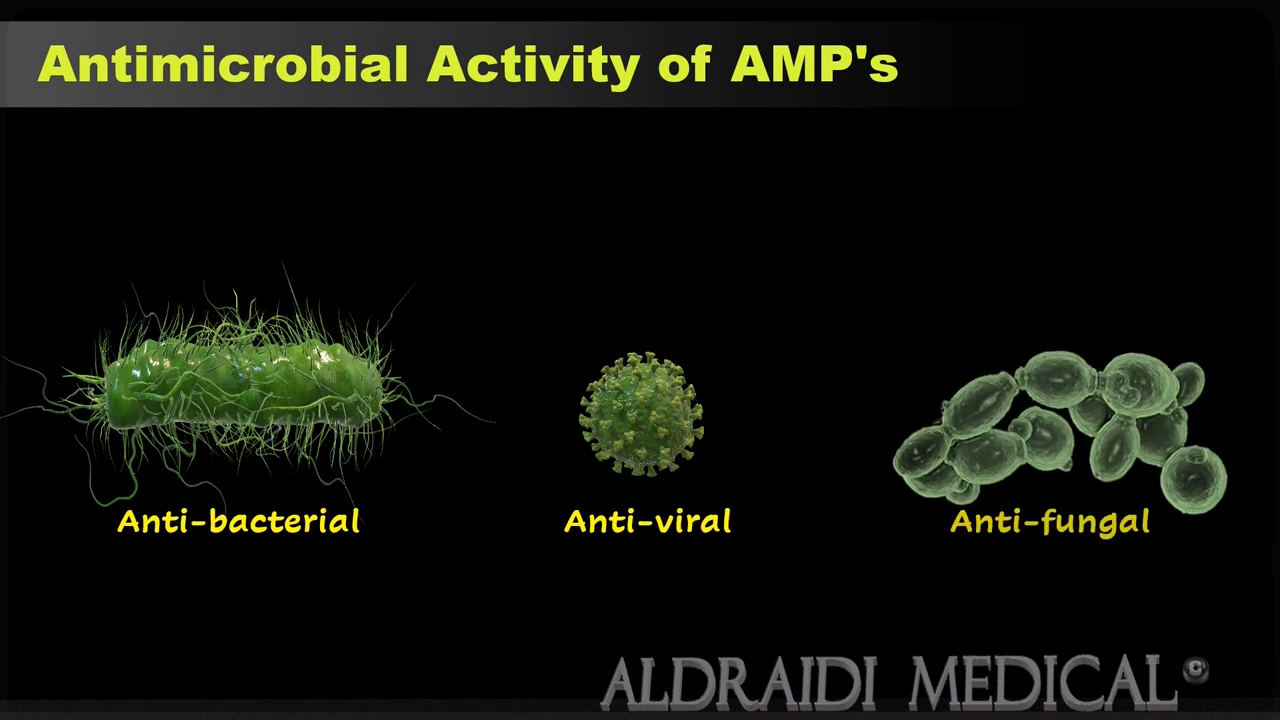 Antimicrobial Activity of AMP's
Anti-bacterial
Anti-viral
Anti-fungal
ALDRAIDI MEDICAL ©